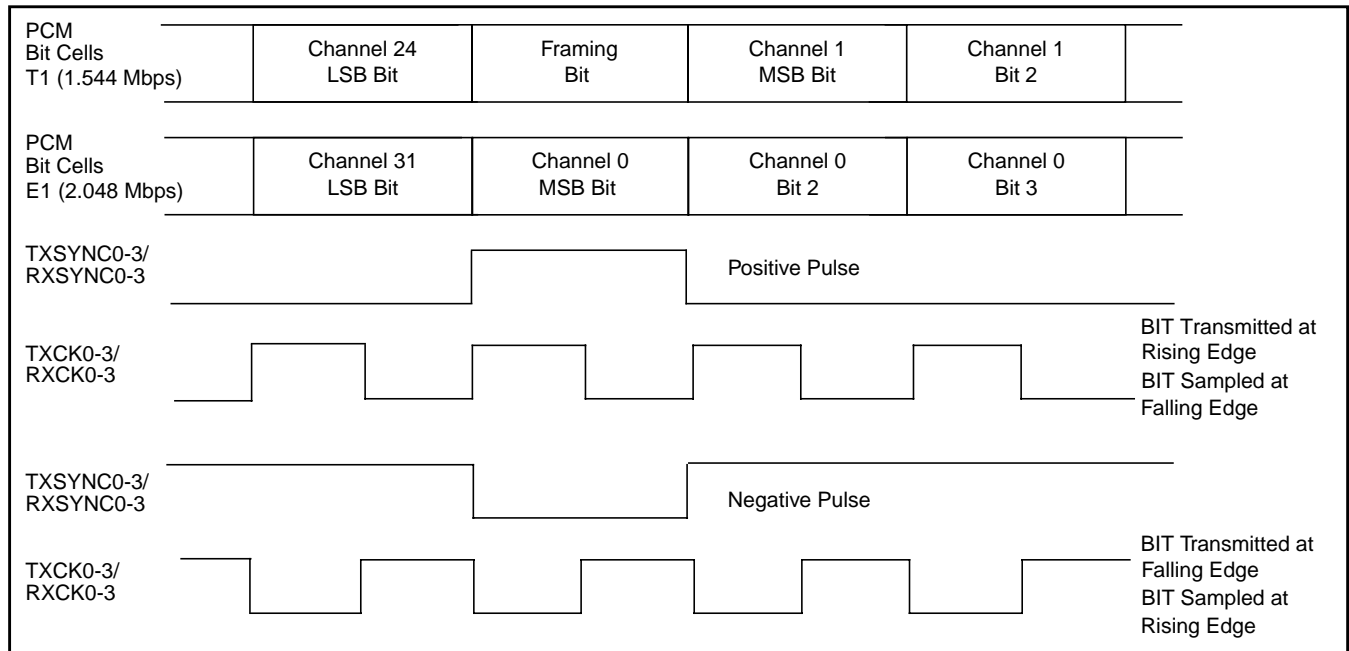 PCM
Bit Cells
T1 (1.544 Mbps)
Channel 24
LSB Bit
Framing
Bit
Channel 1
MSB Bit
Channel 1
Bit 2
PCM
Bit Cells
E1 (2.048 Mbps)
Channel 31
LSB Bit
Channel 0
MSB Bit
Channel 0
Bit 2
Channel 0
Bit 3
TXSYNC0-3/
RXSYNC0-3
Positive Pulse
TXCK0-3/
RXCK0-3
BIT Transmitted at
Rising Edge
BIT Sampled at
Falling Edge
TXSYNC0-3/
RXSYNC0-3
Negative Pulse
TXCK0-3/
RXCK0-3
BIT Transmitted at
Falling Edge
BIT Sampled at
Rising Edge